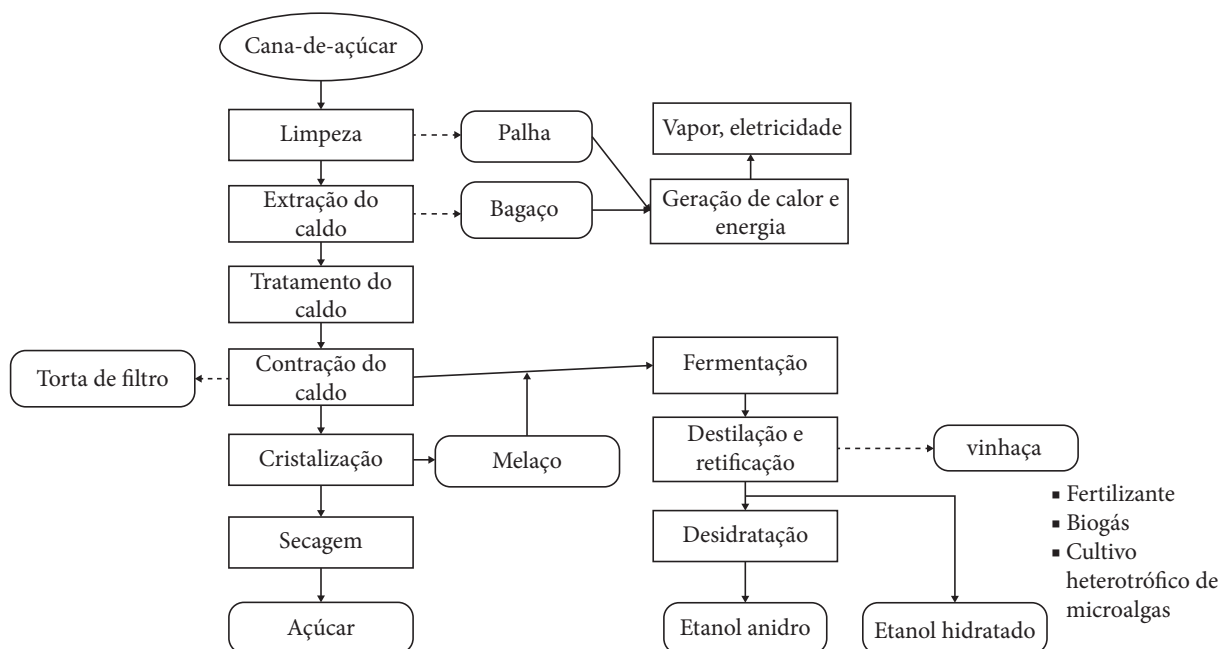 Cana-de-açúcar
Limpeza
Palha
Vapor, eletricidade
Extração do
caldo
Bagaço
Geração de calor e
energia
Tratamento do
caldo
Torta de filtro
Contração do
caldo
Fermentação
Cristalização
Melaço
Destilação e
retificação
vinhaça
▪ Fertilizante
▪ Biogás
▪ Cultivo
heterotrófico de
microalgas
Secagem
Desidratação
Açúcar
Etanol anidro
Etanol hidratado